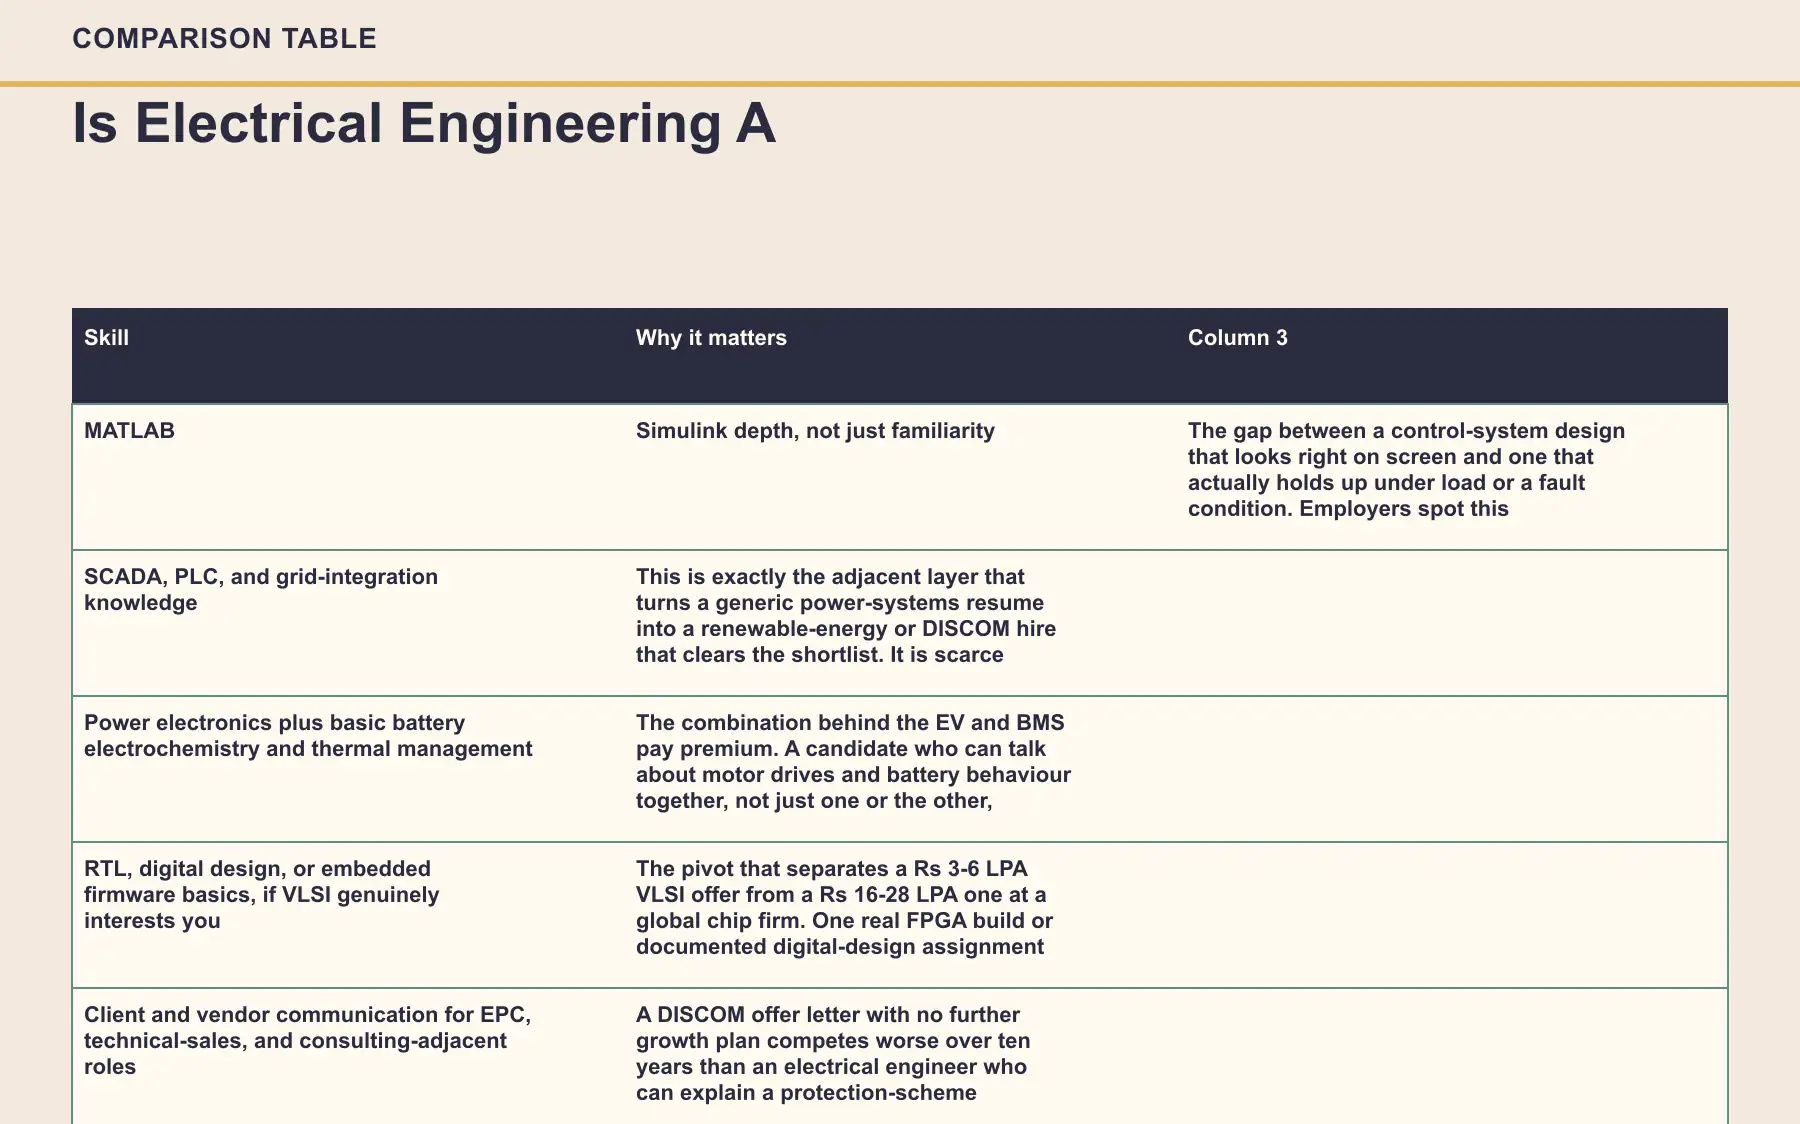 COMPARISON TABLE
Is Electrical Engineering A
Skill
Why it matters
Column 3
MATLAB
Simulink depth, not just familiarity
The gap between a control-system design
that looks right on screen and one that
actually holds up under load or a fault
condition. Employers spot this
SCADA, PLC, and grid-integration
knowledge
This is exactly the adjacent layer that
turns a generic power-systems resume
into a renewable-energy or DISCOM hire
that clears the shortlist. It is scarce
Power electronics plus basic battery
electrochemistry and thermal management
The combination behind the EV and BMS
pay premium. A candidate who can talk
about motor drives and battery behaviour
together, not just one or the other,
RTL, digital design, or embedded
firmware basics, if VLSI genuinely
interests you
The pivot that separates a Rs 3-6 LPA
VLSI offer from a Rs 16-28 LPA one at a
global chip firm. One real FPGA build or
documented digital-design assignment
Client and vendor communication for EPC,
technical-sales, and consulting-adjacent
roles
A DISCOM offer letter with no further
growth plan competes worse over ten
years than an electrical engineer who
can explain a protection-scheme